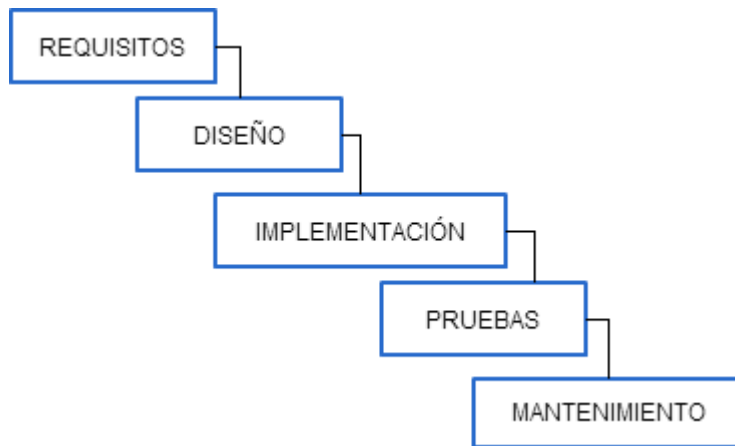 REQUISITOS
DISEÑO
IMPLEMENTACIÓN
PRUEBAS
MANTENIMIENTO